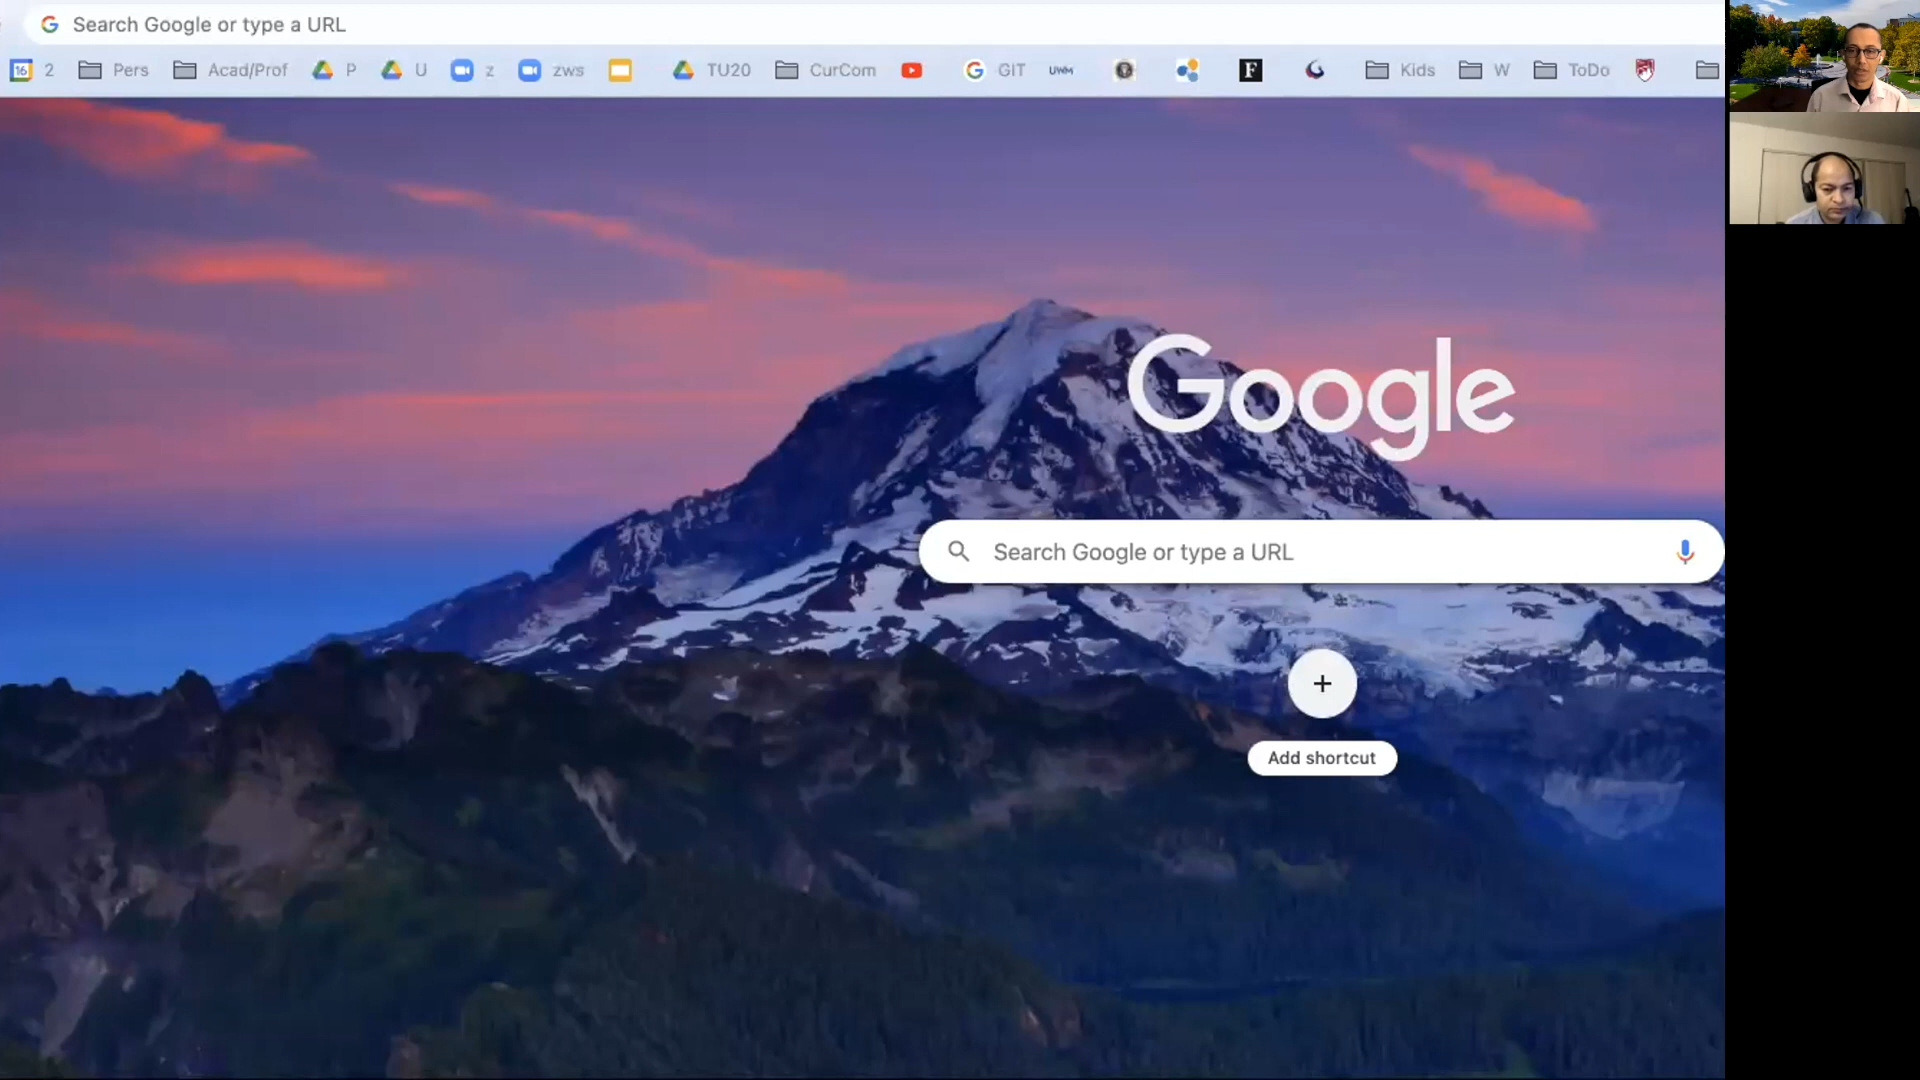 Search Google or type a URL
16 2 Pers Acad/Prof P U z zws TU20 CurCom GIT UWM F Kids W ToDo
Google
Search Google or type a URL
+
Add shortcut